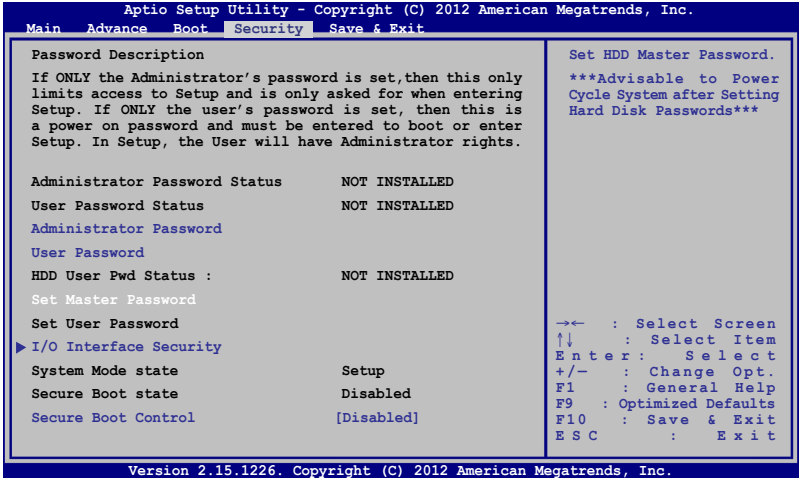 Aptio Setup Utility - Copyright (C) 2012 American Megatrends, Inc.
Main Advance Boot Security Save & Exit
Password Description
If ONLY the Administrator's password is set,then this only
limits access to Setup and is only asked for when entering
Setup. If ONLY the user's password is set, then this is
a power on password and must be entered to boot or enter
Setup. In Setup, the User will have Administrator rights.
Administrator Password Status NOT INSTALLED
User Password Status NOT INSTALLED
Administrator Password
User Password
HDD User Pwd Status : NOT INSTALLED
Set Master Password
Set User Password
I/O Interface Security
System Mode state Setup
Secure Boot state Disabled
Secure Boot Control [Disabled]
Set HDD Master Password.
***Advisable to Power
Cycle System after Setting
Hard Disk Passwords***
→← : Select Screen
↑↓ : Select Item
Enter: Select
+/— : Change Opt.
F1 : General Help
F9 : Optimized Defaults
F10 : Save & Exit
ESC : Exit
Version 2.15.1226. Copyright (C) 2012 American Megatrends, Inc.